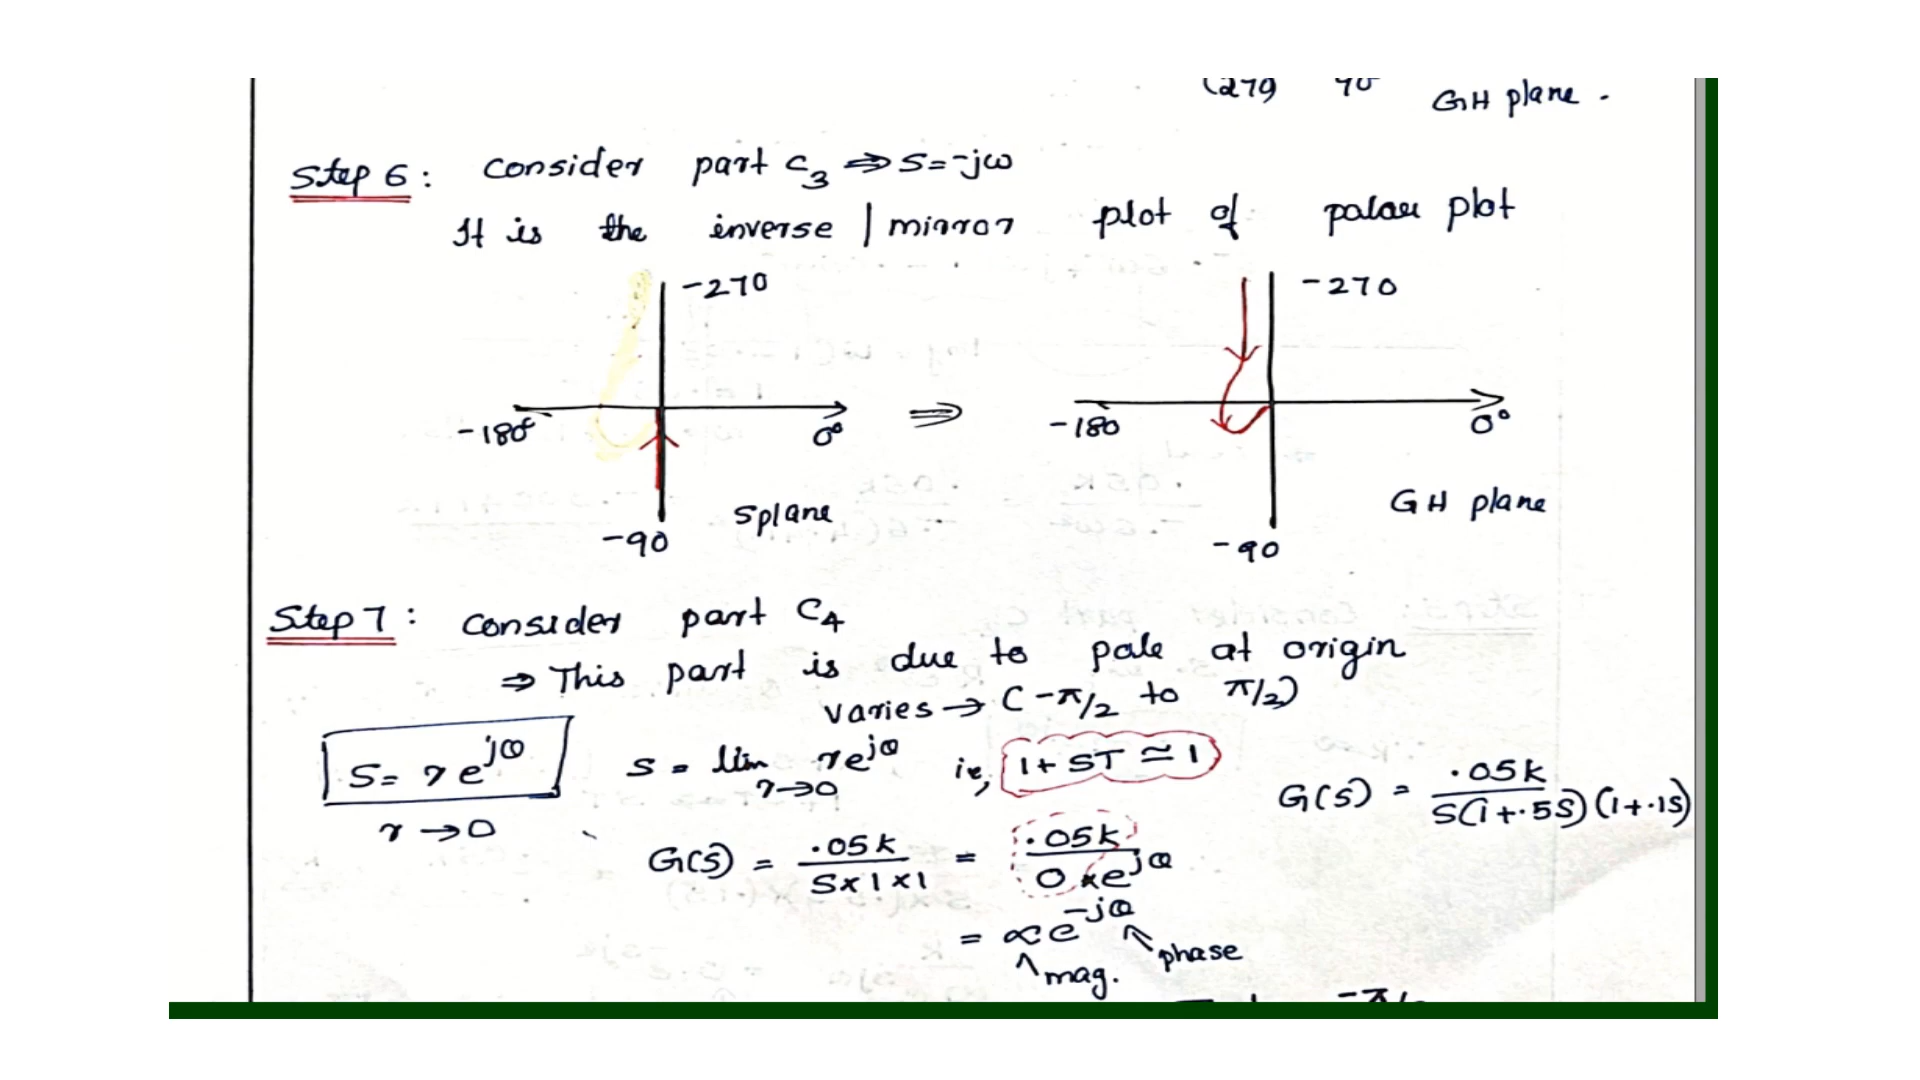 GH plane.
Step 6: Consider part C3 ⇒ S=-jω
It is the inverse | mirror plot of polar plot
-270
-270
-180° 0° ⇒ -180 0°
S plane
GH plane
-90
-90
Step 7: Consider part C4
⇒ This part is due to pole at origin
varies → (-π/2 to π/2)
S= r e^jθ S = lim re^jθ ie, 1+ ST ≃ 1
r→0 r→0
G(S) = .05K / S(1+.5S)(1+.1S)
G(S) = .05K / S×1×1 = .05K / 0×e^jθ
= ∝ e^-jθ
phase
mag.